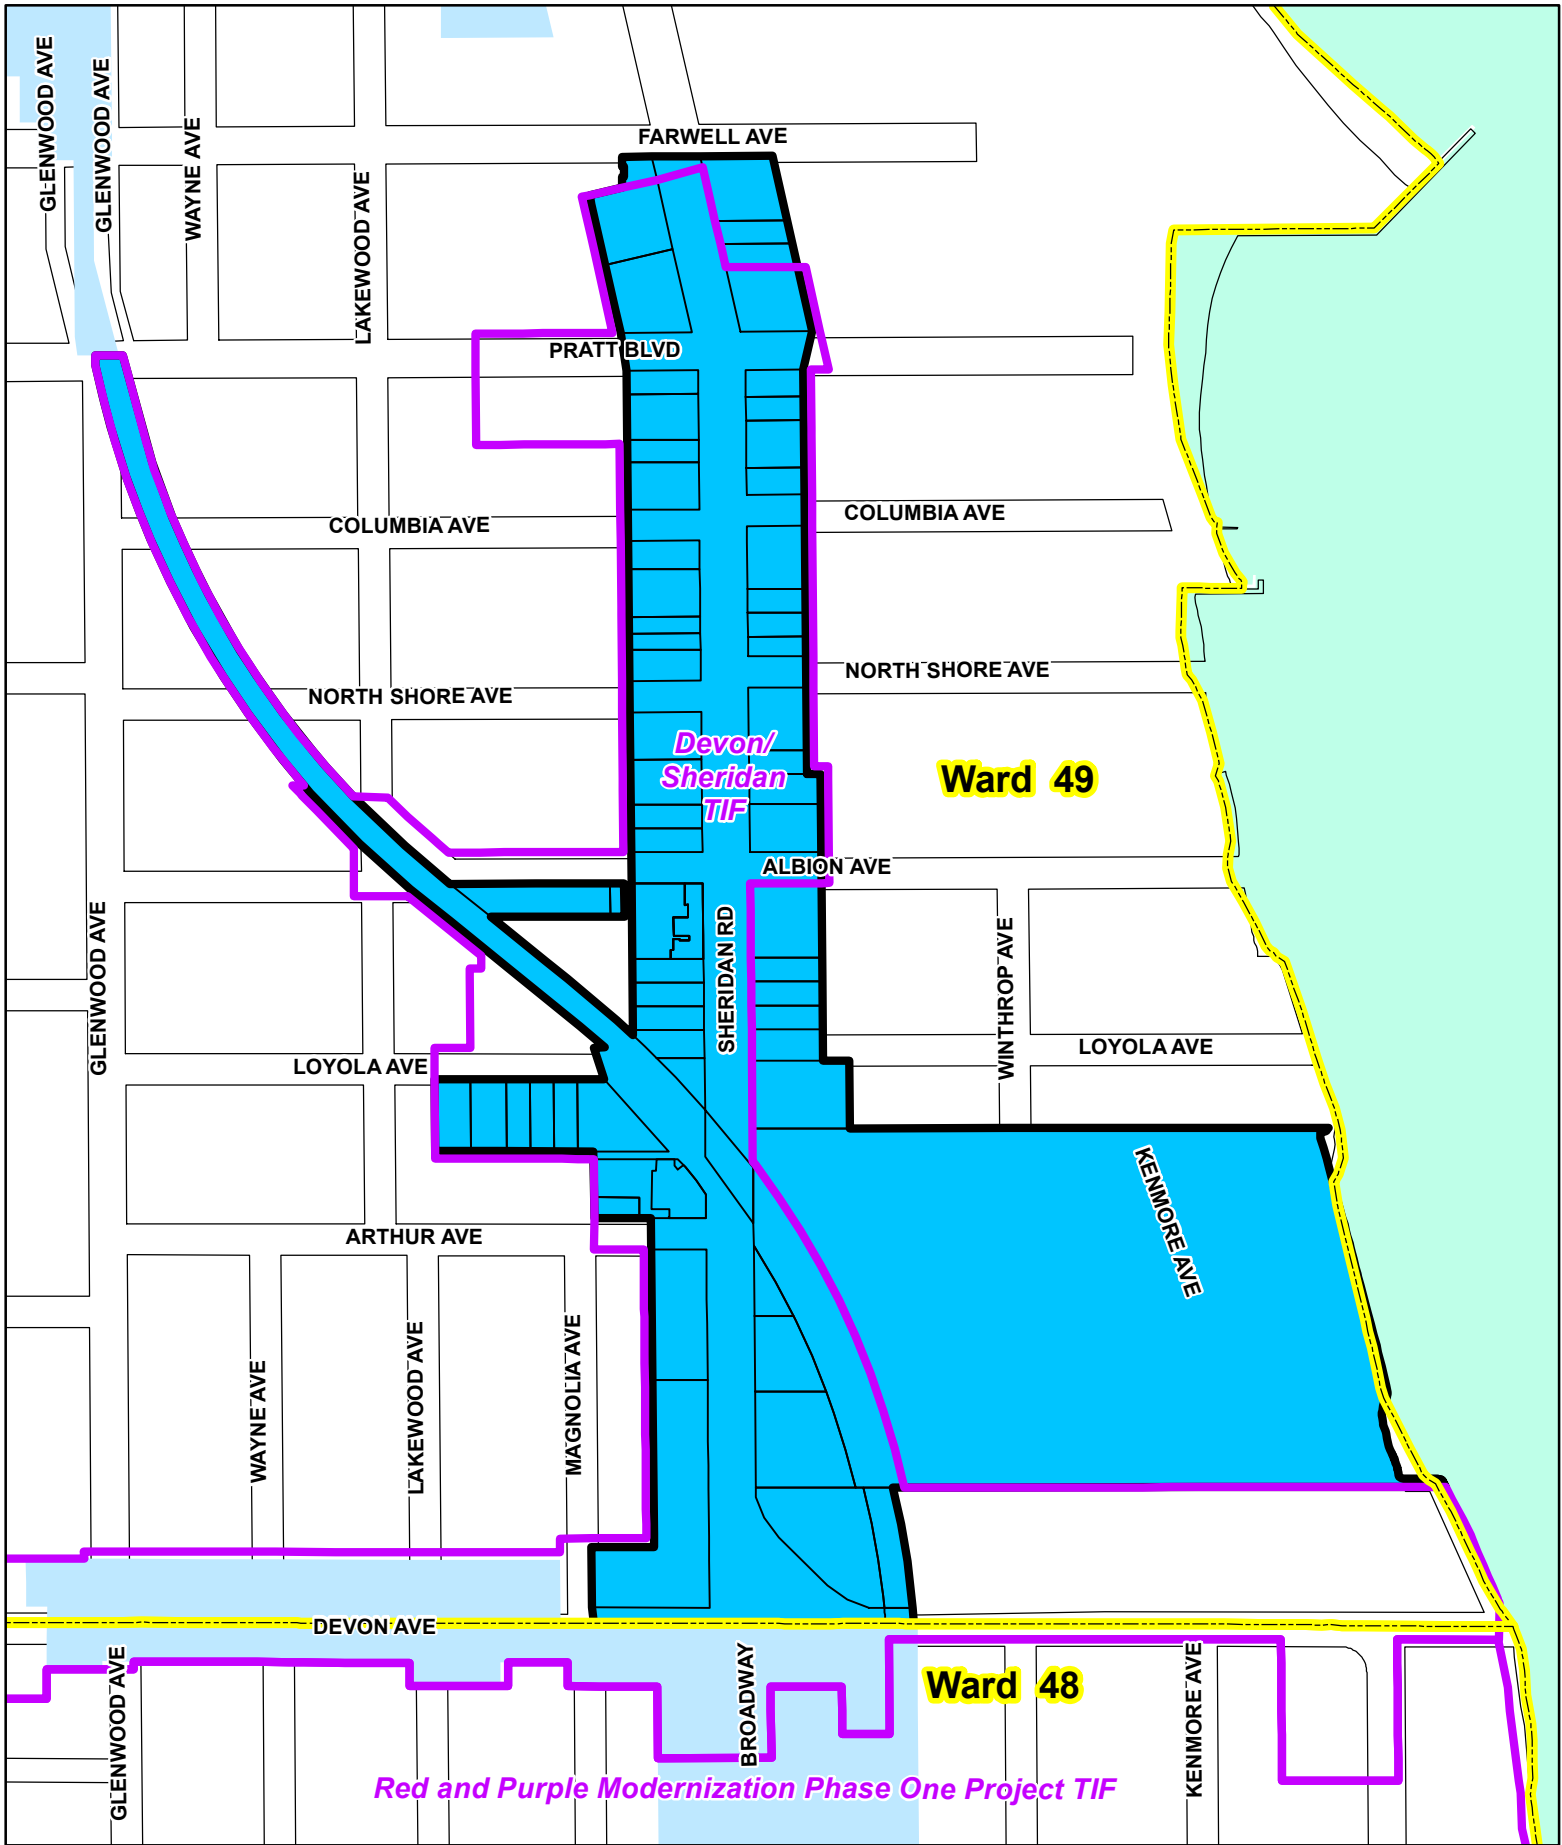 GLENWOOD AVE
GLENWOOD AVE
WAYNE AVE
LAKEWOOD AVE
FARWELL AVE
PRATT BLVD
COLUMBIA AVE
COLUMBIA AVE
NORTH SHORE AVE
NORTH SHORE AVE
Devon/
Sheridan
TIF
Ward 49
ALBION AVE
GLENWOOD AVE
SHERIDAN RD
WINTHROP AVE
LOYOLA AVE
LOYOLA AVE
KENMORE AVE
ARTHUR AVE
WAYNE AVE
LAKEWOOD AVE
MAGNOLIA AVE
DEVON AVE
GLENWOOD AVE
BROADWAY
Ward 48
KENMORE AVE
Red and Purple Modernization Phase One Project TIF